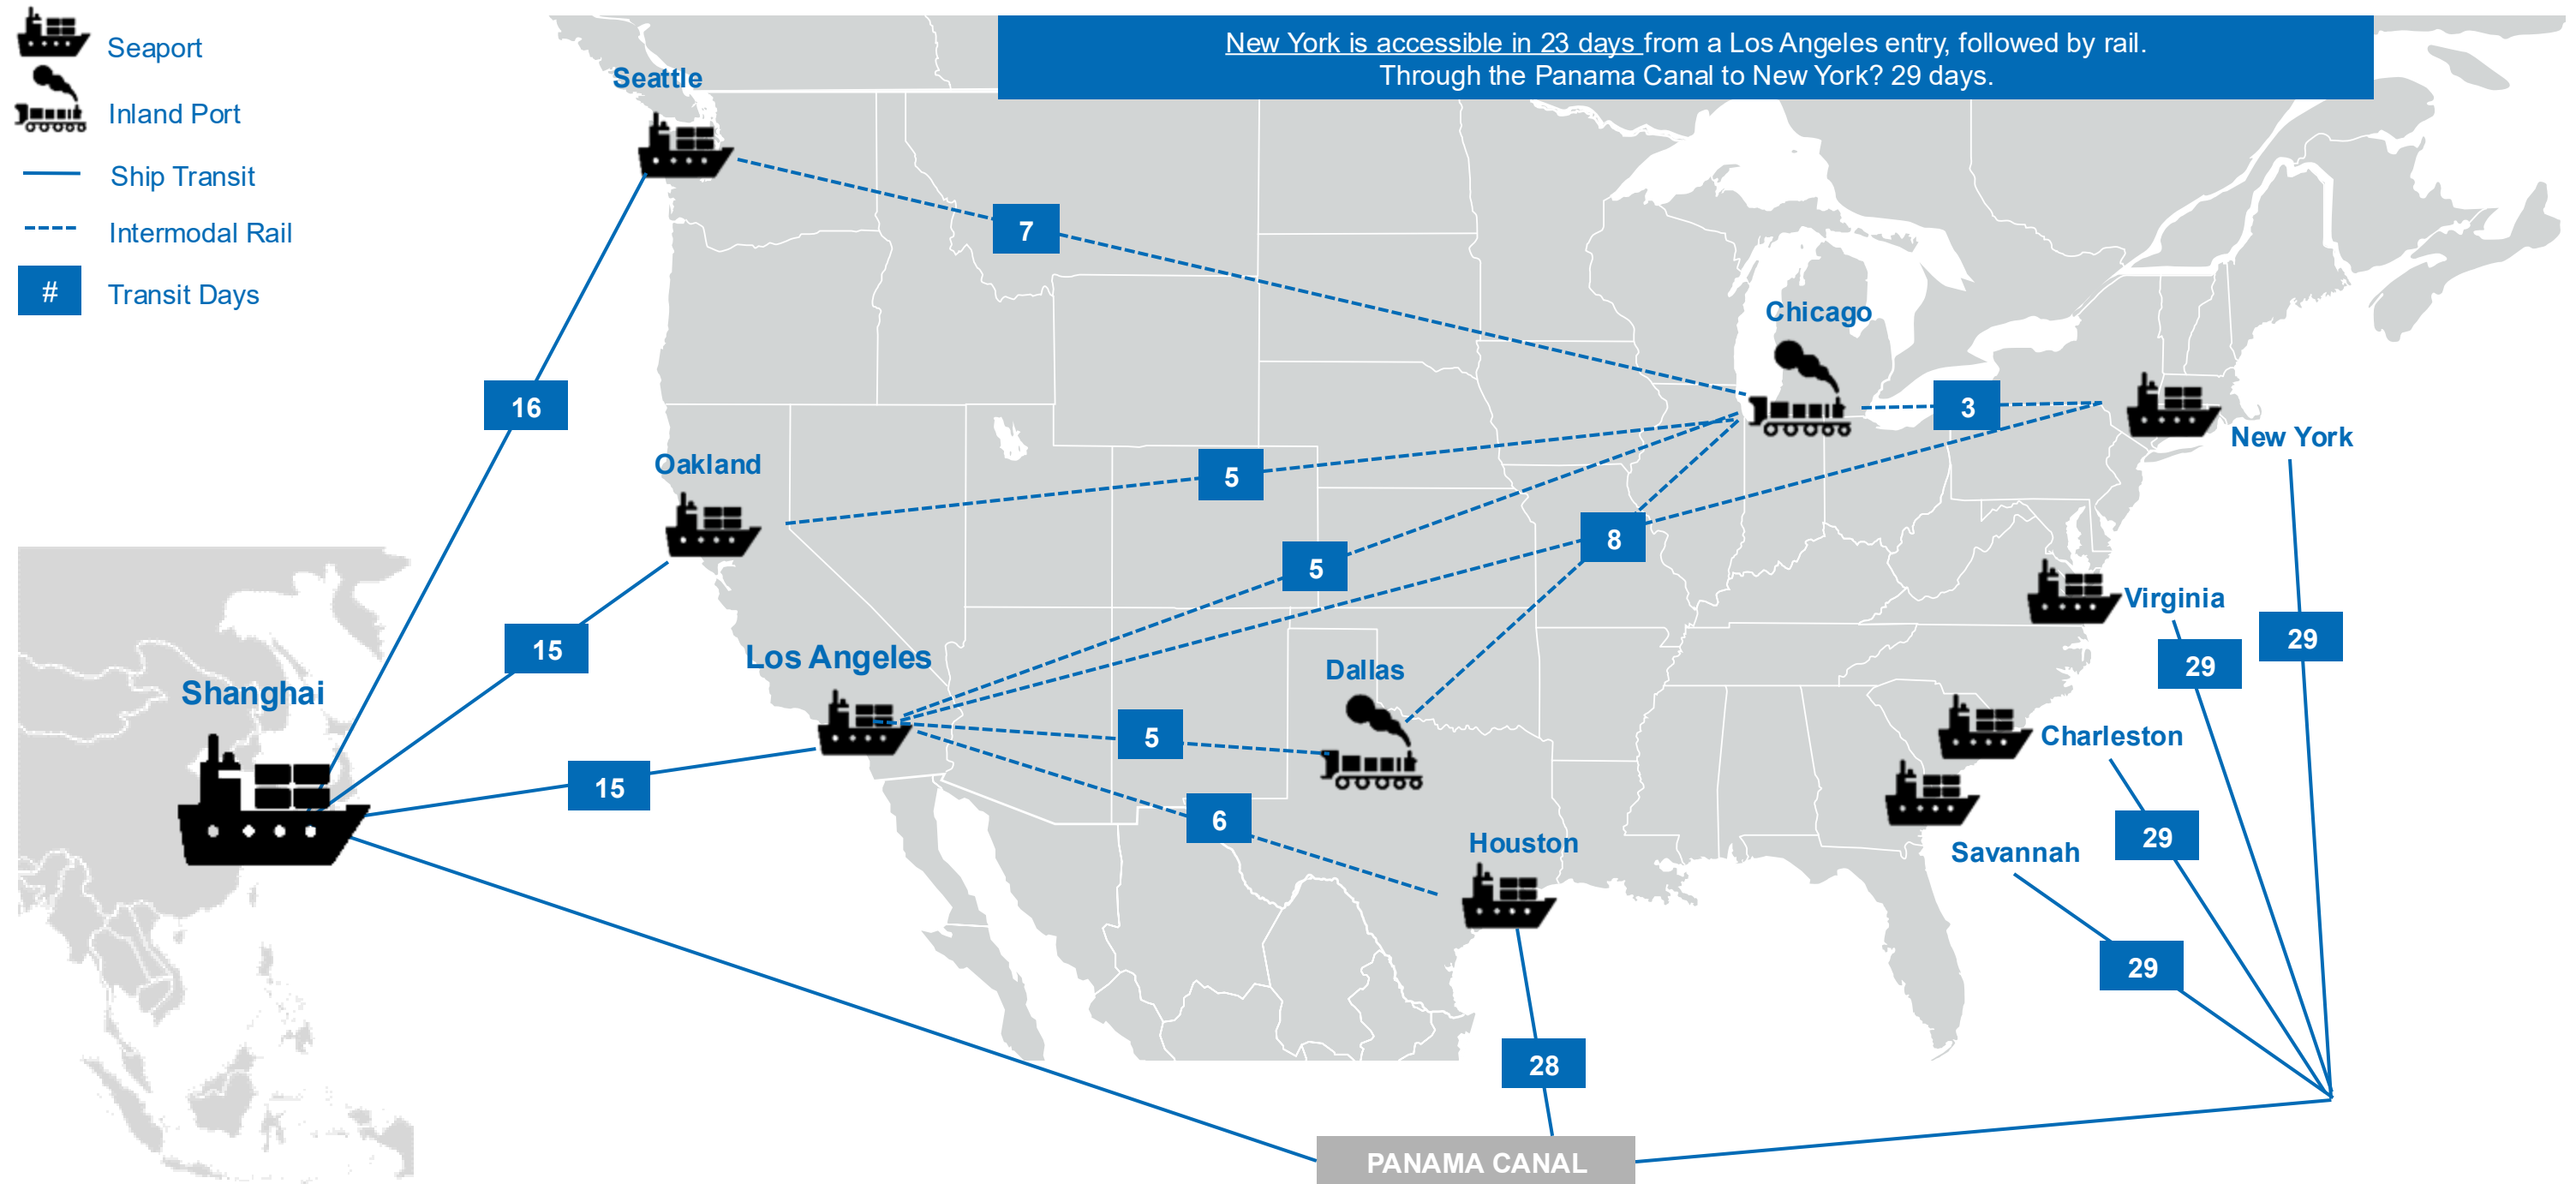 Seaport
Inland Port
Ship Transit
Intermodal Rail
# Transit Days
New York is accessible in 23 days from a Los Angeles entry, followed by rail.
Through the Panama Canal to New York? 29 days.
Seattle
7
Chicago
16
3
New York
Oakland
5
8
5
Virginia
29
29
15
Los Angeles
Dallas
Shanghai
5
Charleston
15
6
29
Houston
Savannah
29
28
PANAMA CANAL